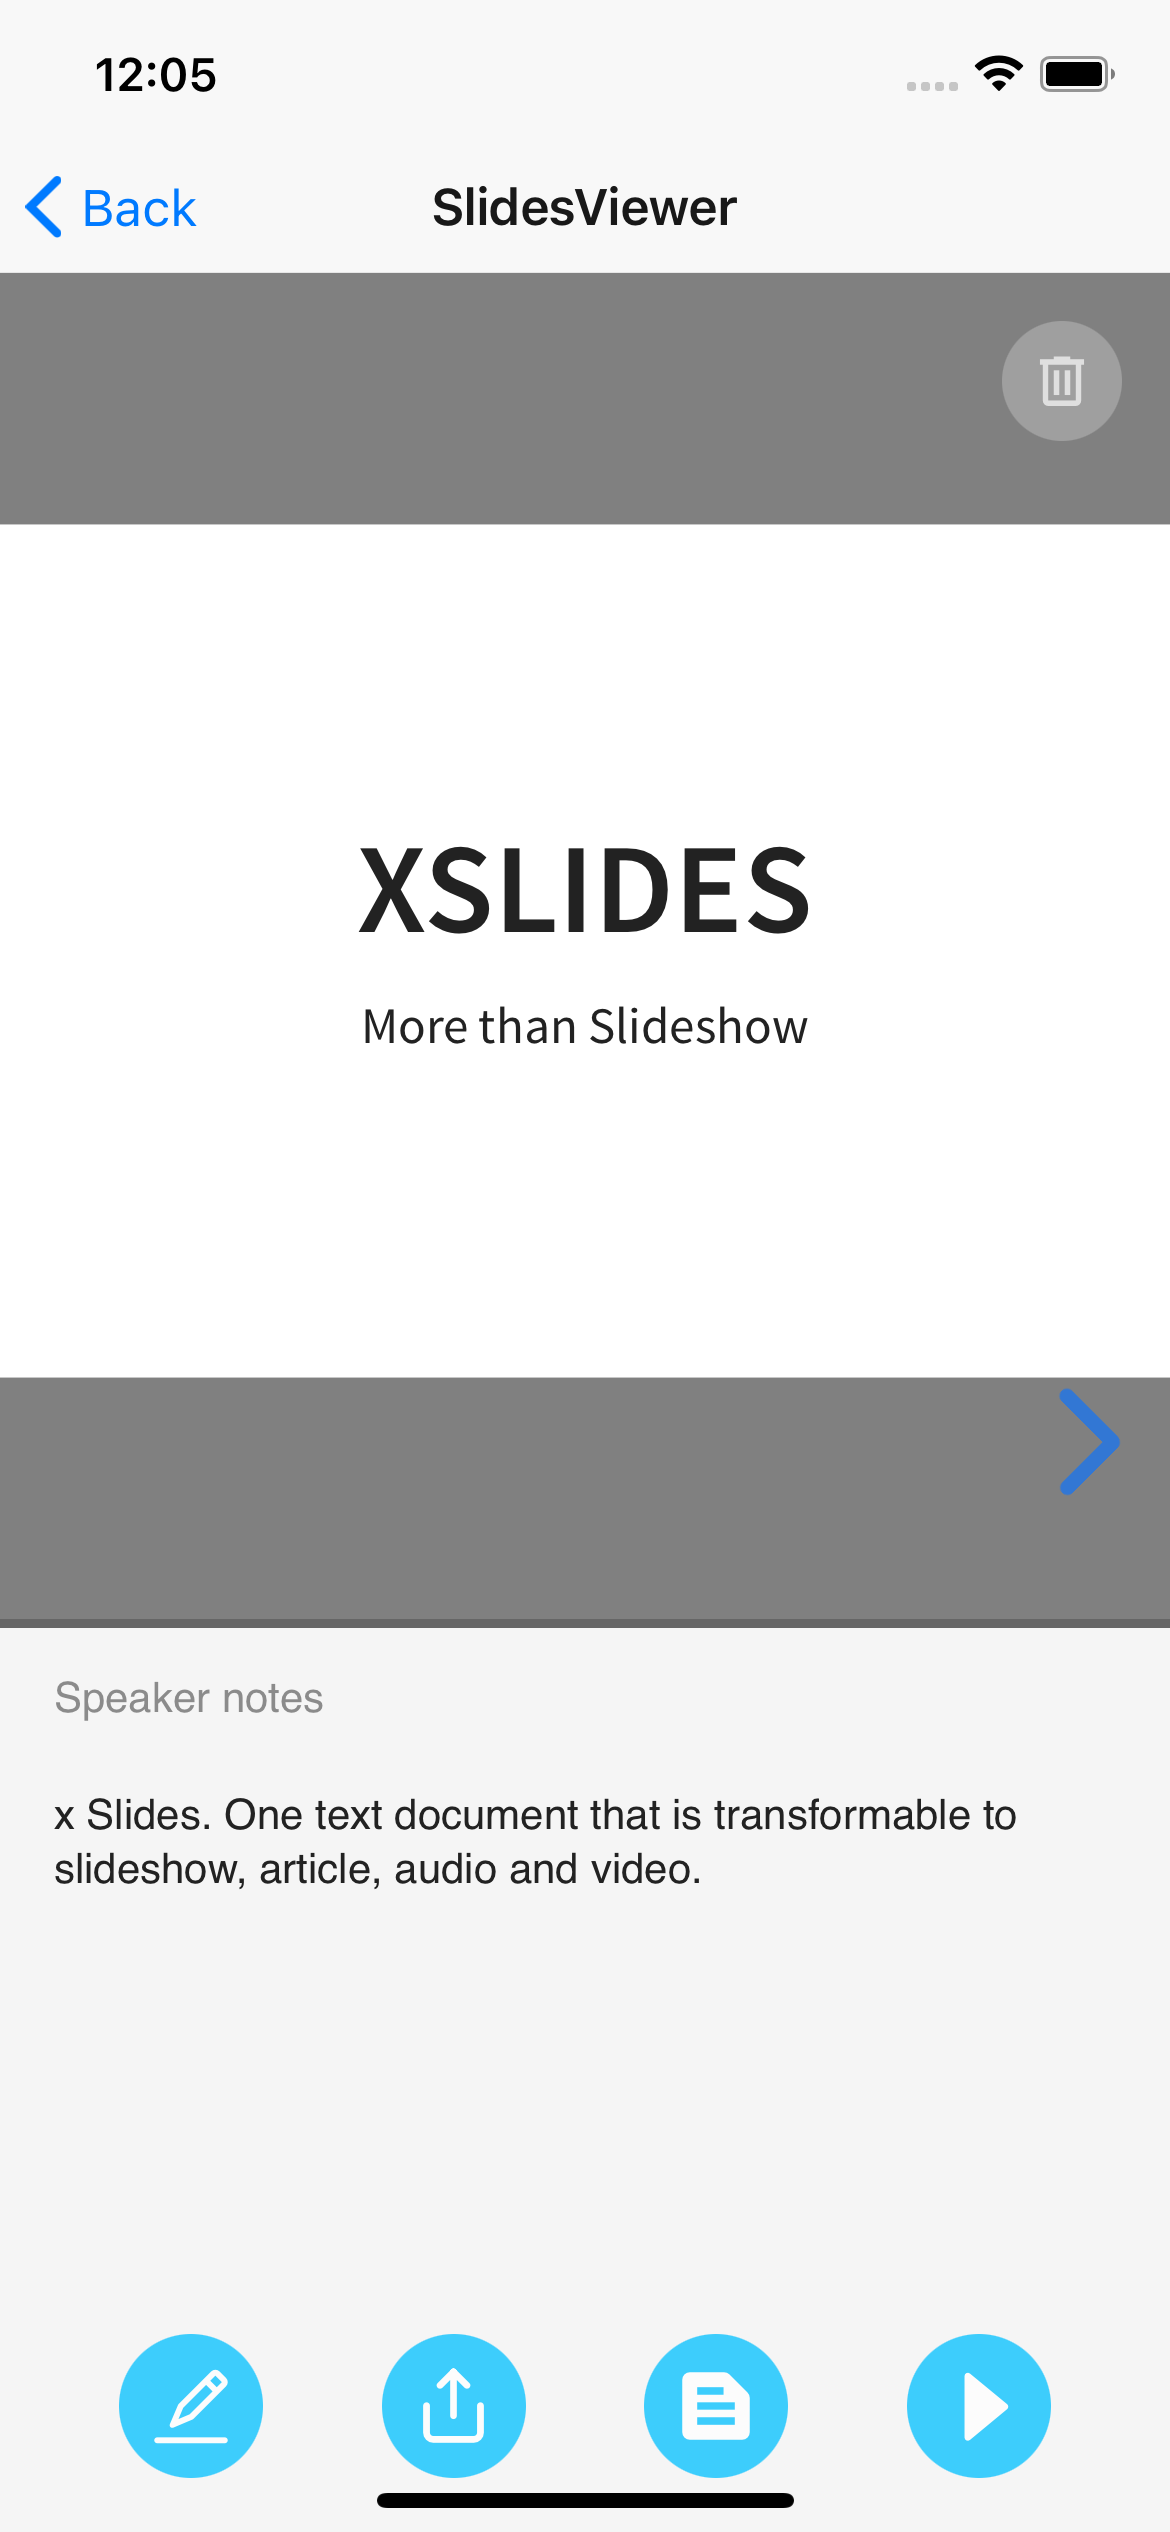 12:05
Back
SlidesViewer
XSLIDES
More than Slideshow
Speaker notes
x Slides. One text document that is transformable to
slideshow, article, audio and video.